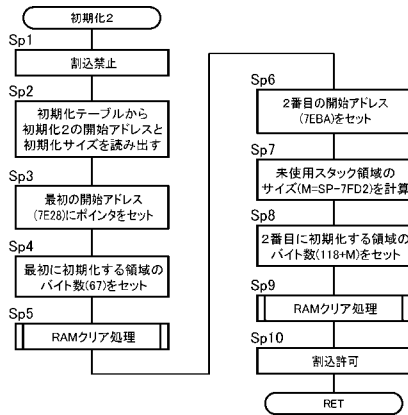 初期化2
Sp1
割込禁止
Sp2
初期化テーブルから
初期化2の開始アドレスと
初期化サイズを読み出す
Sp3
最初の開始アドレス
(7E28)にポインタをセット
Sp4
最初に初期化する領域の
バイト数(67)をセット
Sp5
RAMクリア処理
Sp6
2番目の開始アドレス
(7EBA)をセット
Sp7
未使用スタック領域の
サイズ(M=SP-7FD2)を計算
Sp8
2番目に初期化する領域の
バイト数(118+M)をセット
Sp9
RAMクリア処理
Sp10
割込許可
RET